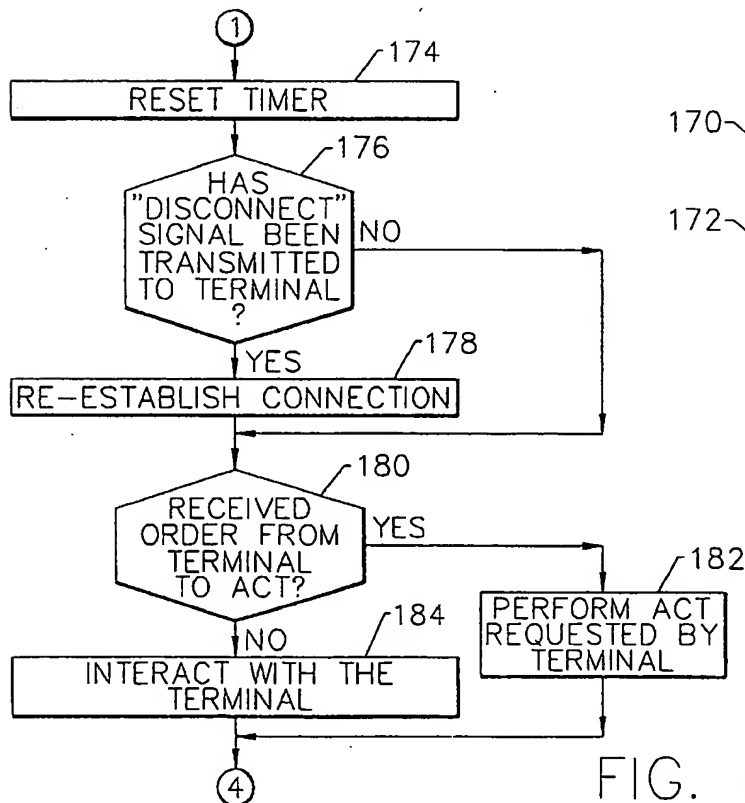 1
174
RESET TIMER
170
176
HAS
"DISCONNECT"
SIGNAL BEEN
TRANSMITTED
TO TERMINAL
?
NO
172
YES
178
RE-ESTABLISH CONNECTION
180
RECEIVED
ORDER FROM
TERMINAL
TO ACT?
YES
182
PERFORM ACT
REQUESTED BY
TERMINAL
NO
184
INTERACT WITH THE
TERMINAL
4
FIG.